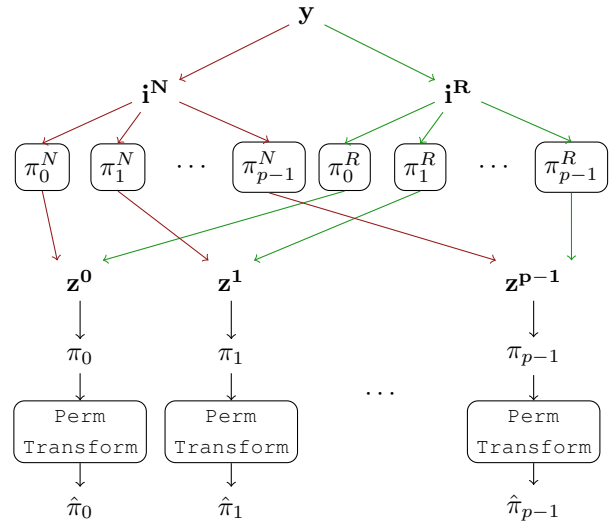 y
i^N i^R
π_0^N π_1^N ··· π_{p−1}^N π_0^R π_1^R ··· π_{p−1}^R
z^0 z^1 z^{p−1}
π_0 π_1 π_{p−1}
···
Perm Perm Perm
Transform Transform Transform
π̂_0 π̂_1 π̂_{p−1}